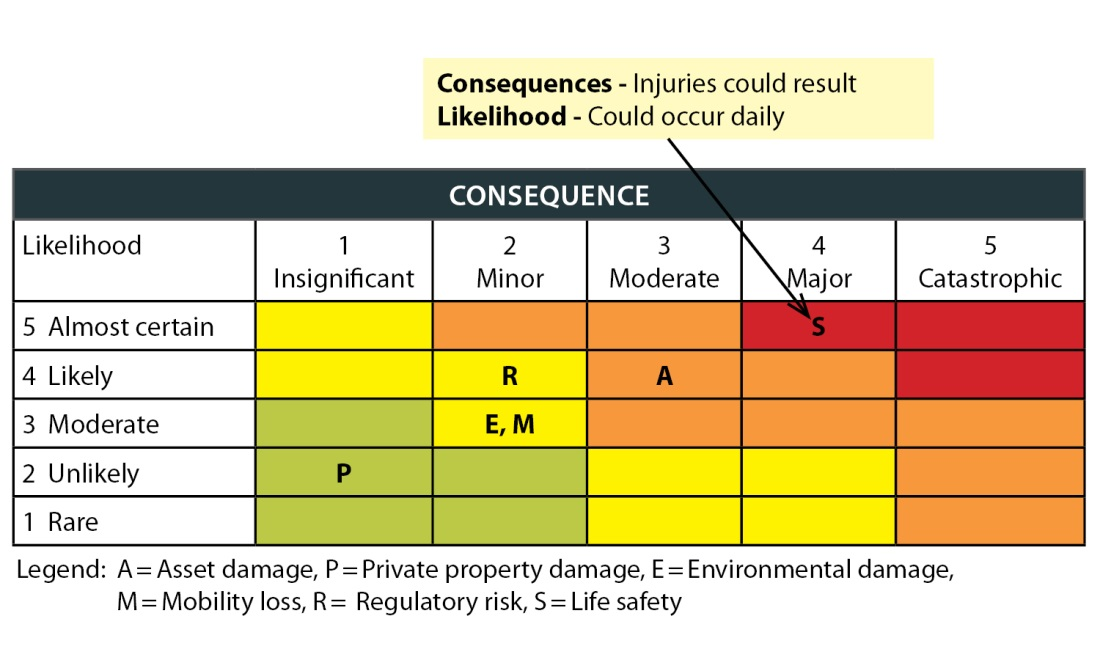 Consequences - Injuries could result
Likelihood - Could occur daily
CONSEQUENCE
Likelihood 1 2 3 4 5
Insignificant Minor Moderate Major Catastrophic
5 Almost certain S
4 Likely R A
3 Moderate E, M
2 Unlikely P
1 Rare
Legend: A = Asset damage, P = Private property damage, E = Environmental damage,
M = Mobility loss, R = Regulatory risk, S = Life safety